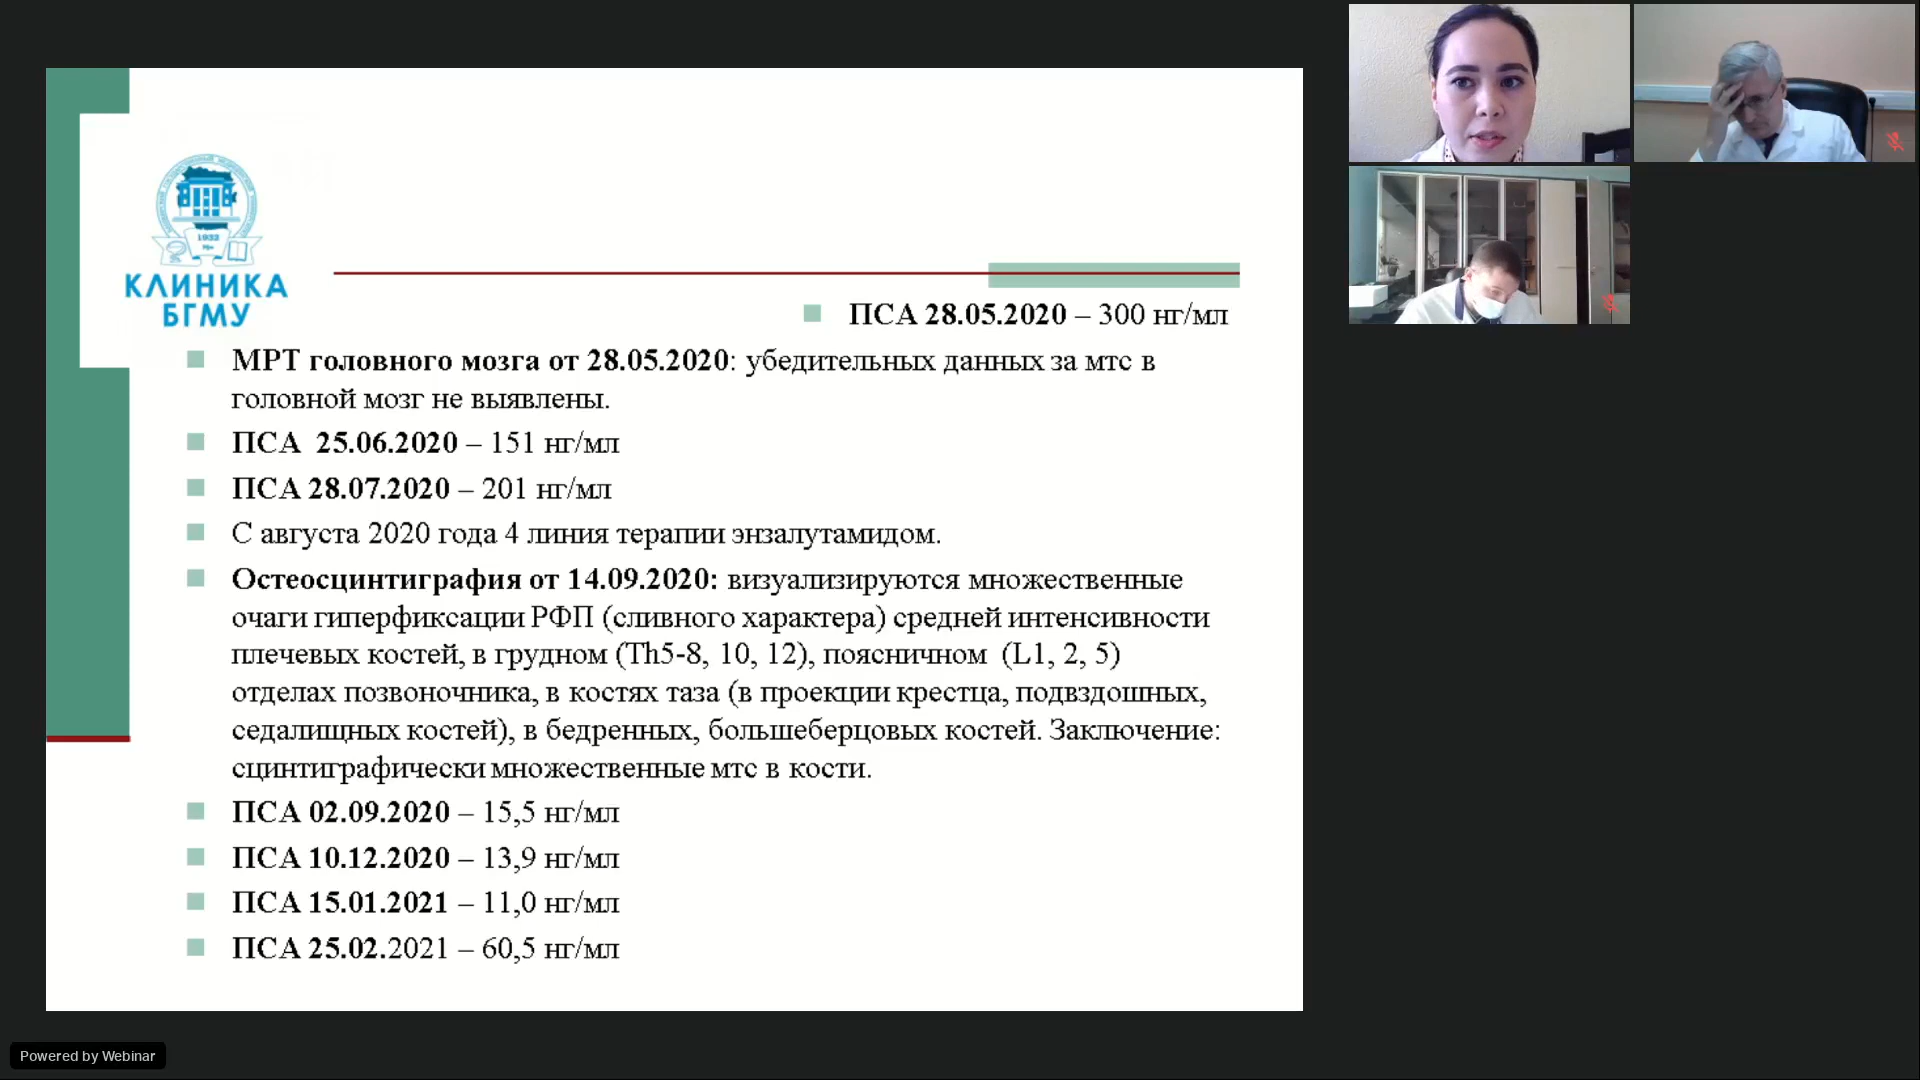 1932
КЛИНИКА
БГМУ
ПСА 28.05.2020 – 300 нг/мл
МРТ головного мозга от 28.05.2020: убедительных данных за мтс в
головной мозг не выявлены.
ПСА 25.06.2020 – 151 нг/мл
ПСА 28.07.2020 – 201 нг/мл
С августа 2020 года 4 линия терапии энзалутамидом.
Остеосцинтиграфия от 14.09.2020: визуализируются множественные
очаги гиперфиксации РФП (сливного характера) средней интенсивности
плечевых костей, в грудном (Th5-8, 10, 12), поясничном (L1, 2, 5)
отделах позвоночника, в костях таза (в проекции крестца, подвздошных,
седалищных костей), в бедренных, большеберцовых костей. Заключение:
сцинтиграфически множественные мтс в кости.
ПСА 02.09.2020 – 15,5 нг/мл
ПСА 10.12.2020 – 13,9 нг/мл
ПСА 15.01.2021 – 11,0 нг/мл
ПСА 25.02.2021 – 60,5 нг/мл
Powered by Webinar